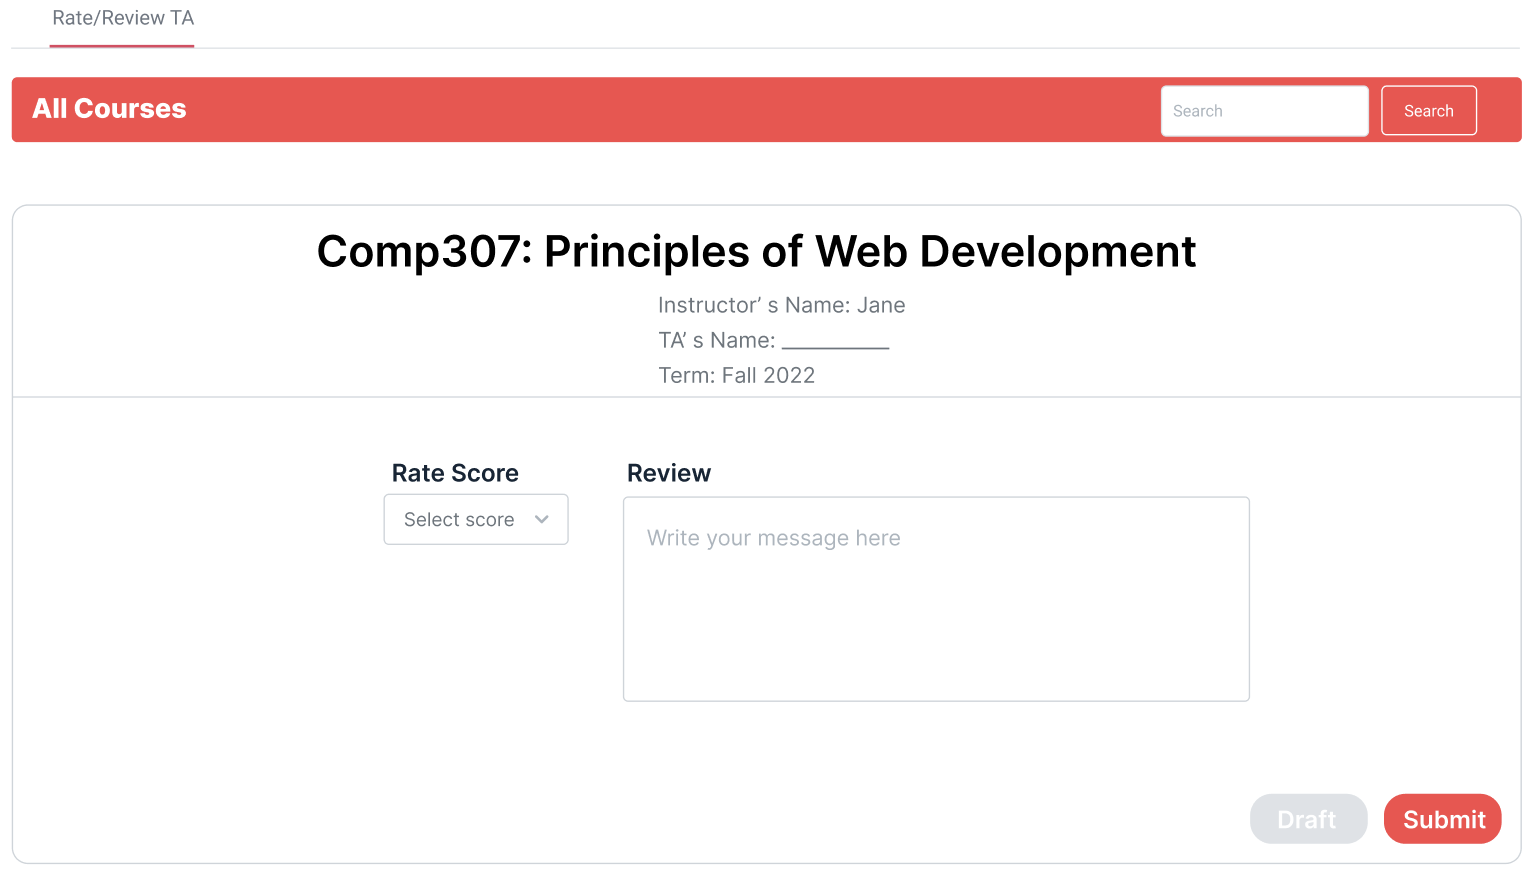 Rate/Review TA
All Courses
Search
Search
Comp307: Principles of Web Development
Instructor’ s Name: Jane
TA’ s Name: __________
Term: Fall 2022
Rate Score
Review
Select score
Write your message here
Draft
Submit